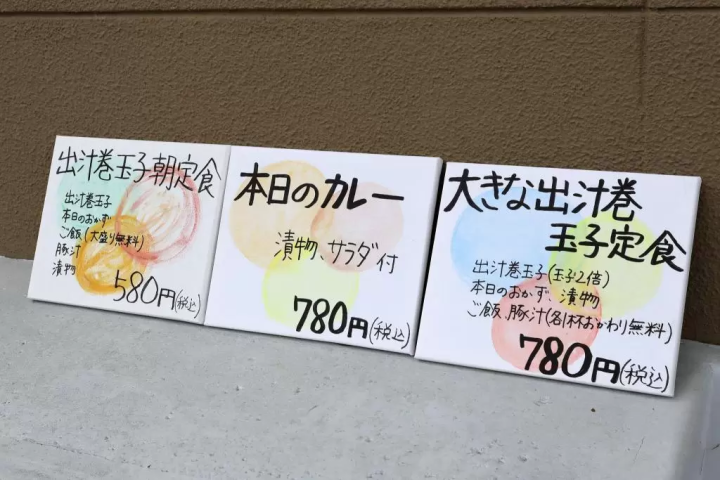 出汁巻玉子朝定食
出汁巻玉子
本日のおかず
ご飯(大盛り無料)
豚汁
漬物
580円(税込)
本日のカレー
漬物、サラダ付
780円(税込)
大きな出汁巻
玉子定食
出汁巻玉子(玉子2倍)
本日のおかず、漬物
ご飯、豚汁(各1杯おかわり無料)
780円(税込)